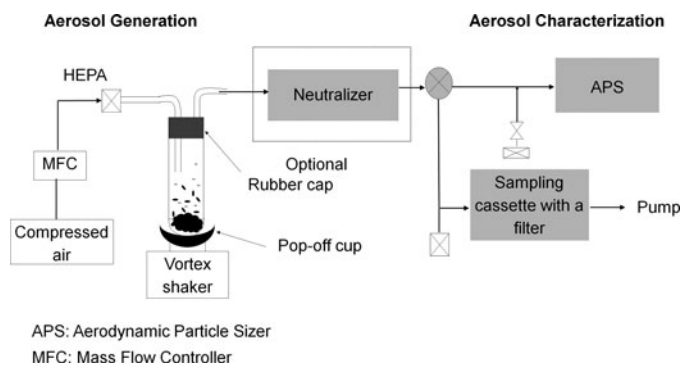 Aerosol Generation
Aerosol Characterization
HEPA
Neutralizer
APS
MFC
Optional
Rubber cap
Compressed
air
Pop-off cup
Vortex
shaker
Sampling
cassette with a
filter
Pump
APS: Aerodynamic Particle Sizer
MFC: Mass Flow Controller